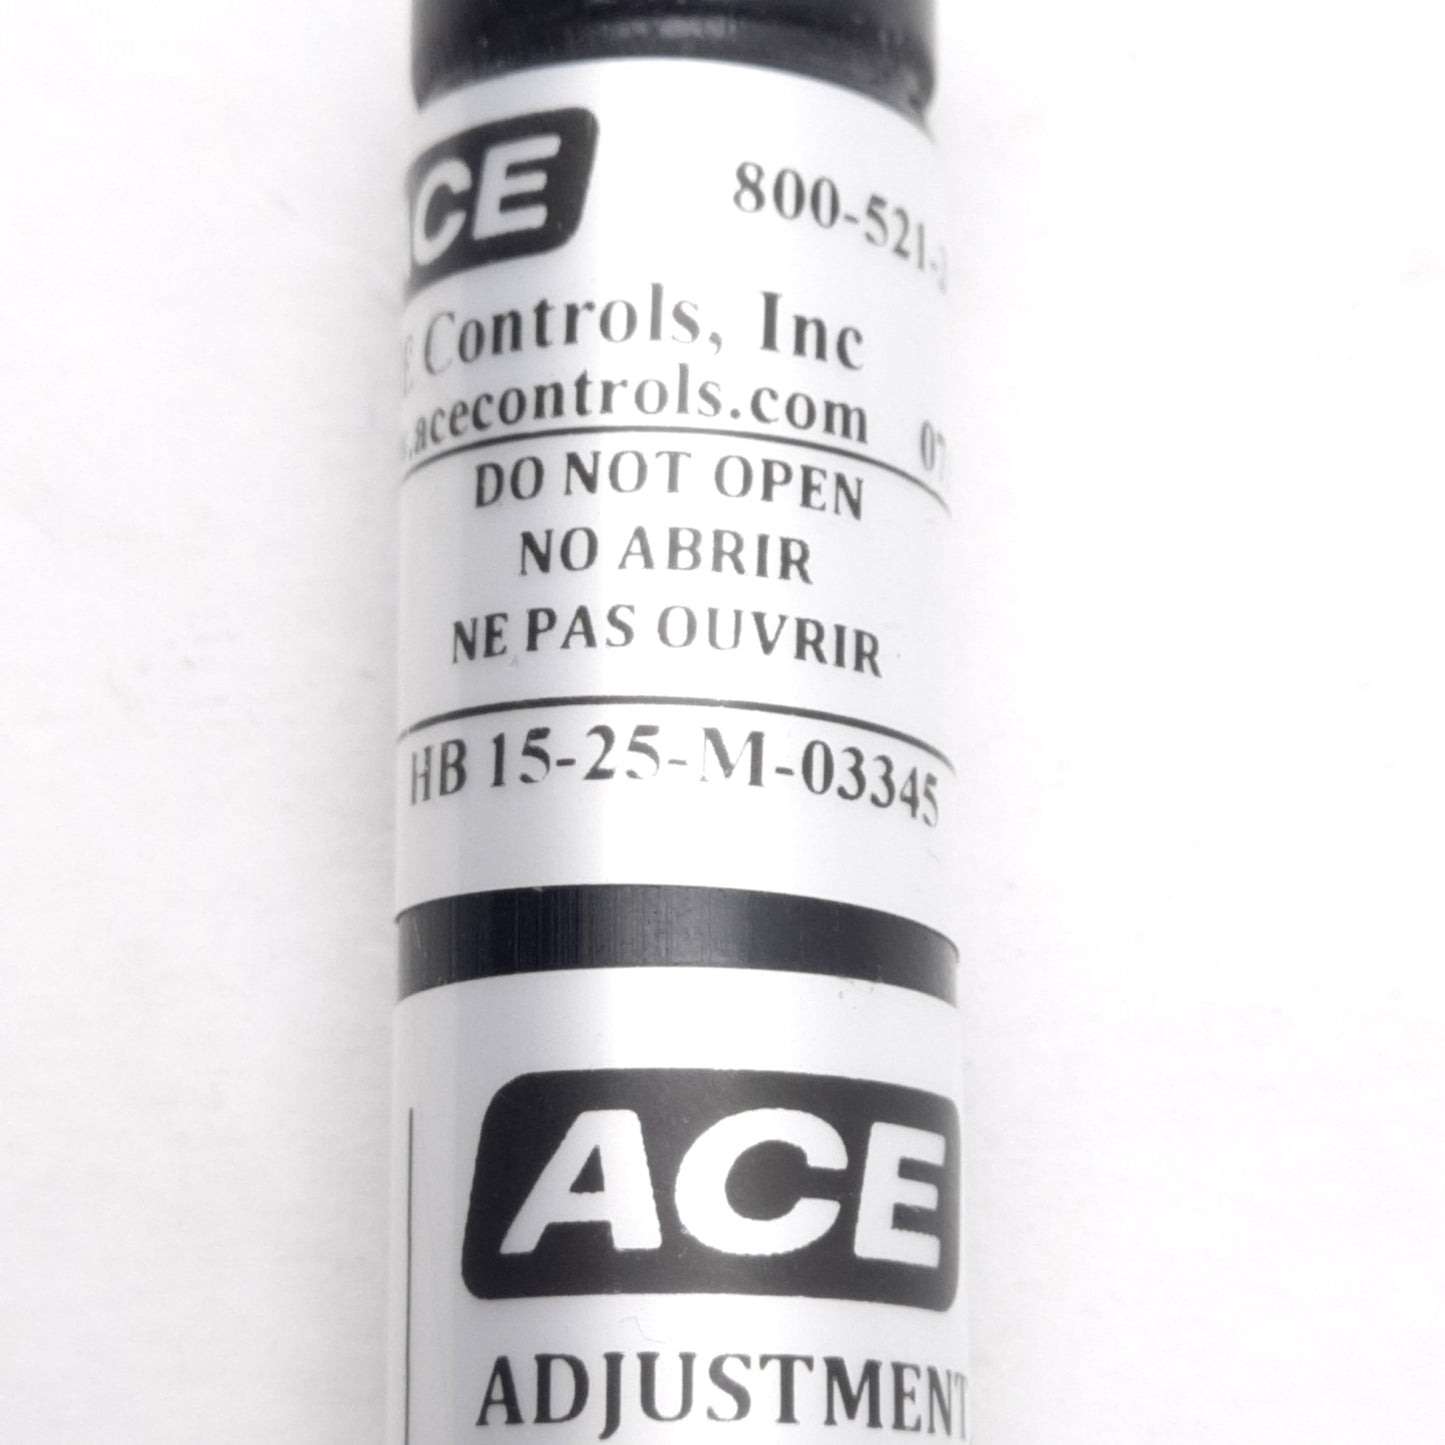 ACE
800-521-
Controls, Inc
.acecontrols.com 07
DO NOT OPEN
NO ABRIR
NE PAS OUVRIR
HB 15-25-M-03345
ACE
ADJUSTMENT